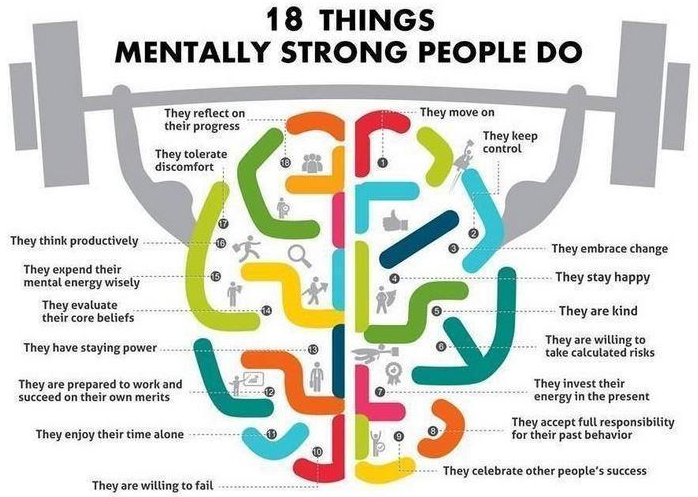 18 THINGS
MENTALLY STRONG PEOPLE DO
They move on
1
They keep
control
2
They embrace change
3
They stay happy
4
They are kind
5
They are willing to
take calculated risks
6
They invest their
energy in the present
7
They accept full responsibility
for their past behavior
8
They celebrate other people's success
9
They are willing to fail
10
They enjoy their time alone
11
They are prepared to work and
succeed on their own merits
12
They have staying power
13
They evaluate
their core beliefs
14
They expend their
mental energy wisely
15
They think productively
16
They tolerate
discomfort
17
They reflect on
their progress
18